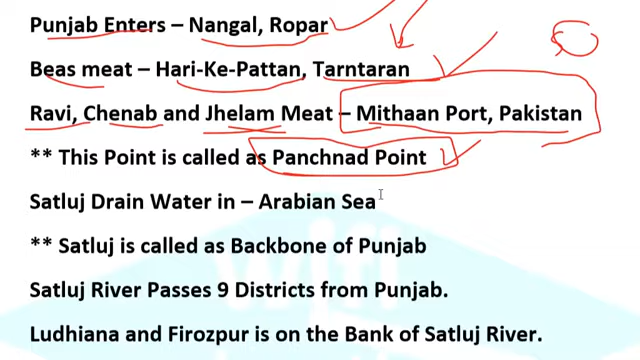 Punjab Enters – Nangal, Ropar
Beas meat – Hari-Ke-Pattan, Tarntaran
Ravi, Chenab and Jhelam Meat – Mithaan Port, Pakistan
** This Point is called as Panchnad Point
Satluj Drain Water in – Arabian Sea
** Satluj is called as Backbone of Punjab
Satluj River Passes 9 Districts from Punjab.
Ludhiana and Firozpur is on the Bank of Satluj River.